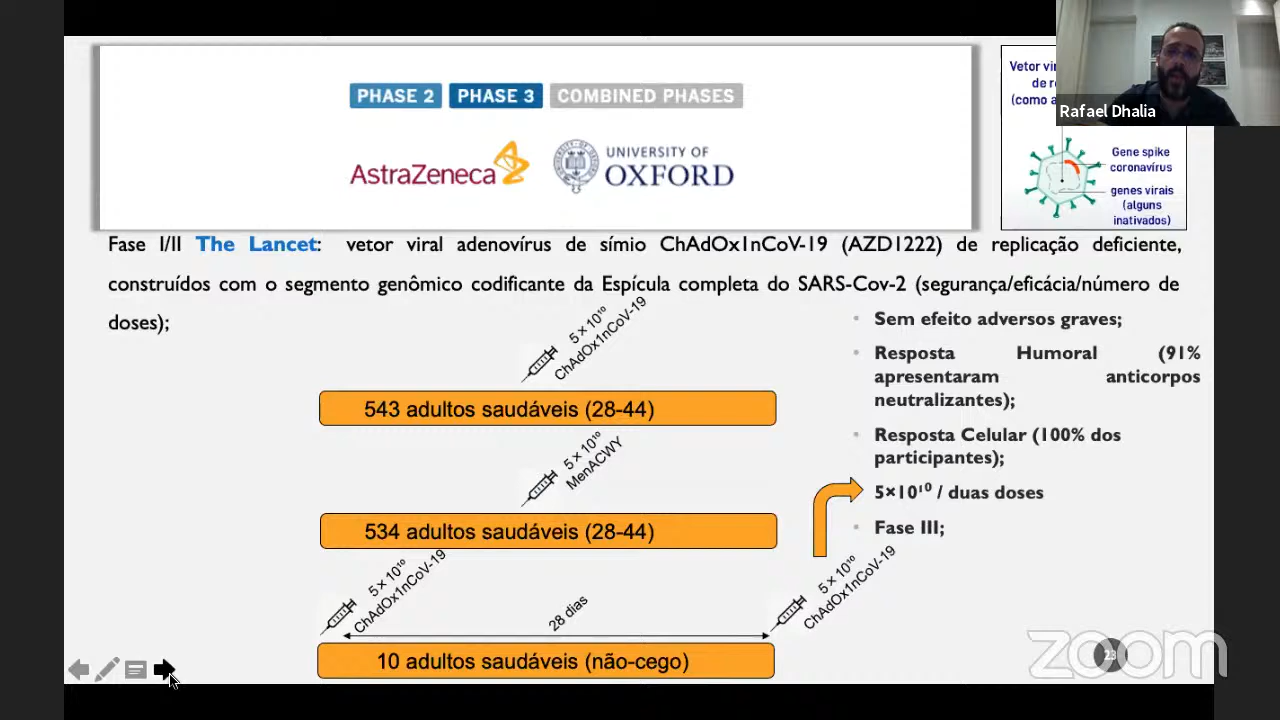 PHASE 2 PHASE 3 COMBINED PHASES
AstraZeneca
UNIVERSITY OF
OXFORD
Vetor
de
(como a
Rafael Dhalia
Gene spike
coronavírus
genes virais
(alguns
inativados)
Fase I/II The Lancet: vetor viral adenovírus de símio ChAdOx1nCoV-19 (AZD1222) de replicação deficiente,
construídos com o segmento genômico codificante da Espícula completa do SARS-Cov-2 (segurança/eficácia/número de
doses);
5 × 10¹⁰
ChAdOx1nCoV-19
543 adultos saudáveis (28-44)
5 × 10¹⁰
MenACWY
534 adultos saudáveis (28-44)
5 × 10¹⁰
ChAdOx1nCoV-19
28 dias
5 × 10¹⁰
ChAdOx1nCoV-19
10 adultos saudáveis (não-cego)
• Sem efeito adversos graves;
• Resposta Humoral (91%
apresentaram anticorpos
neutralizantes);
• Resposta Celular (100% dos
participantes);
• 5×10¹⁰ / duas doses
• Fase III;
zoom
23